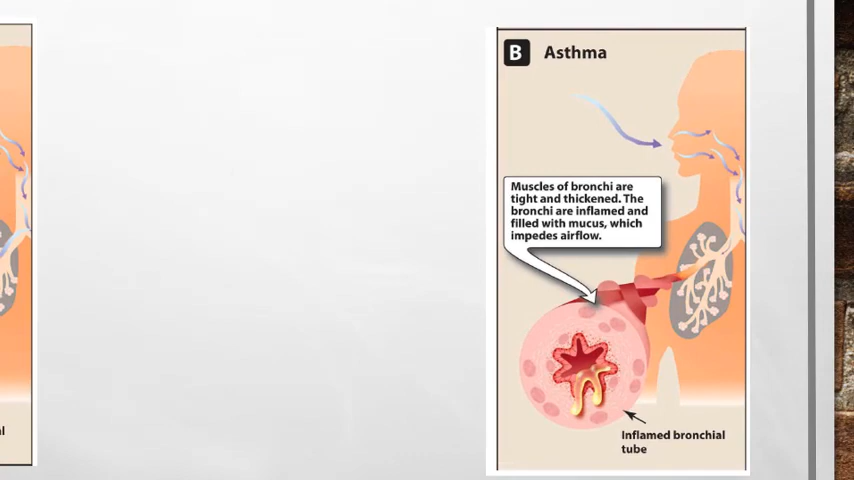 B Asthma
Muscles of bronchi are
tight and thickened. The
bronchi are inflamed and
filled with mucus, which
impedes airflow.
Inflamed bronchial
tube